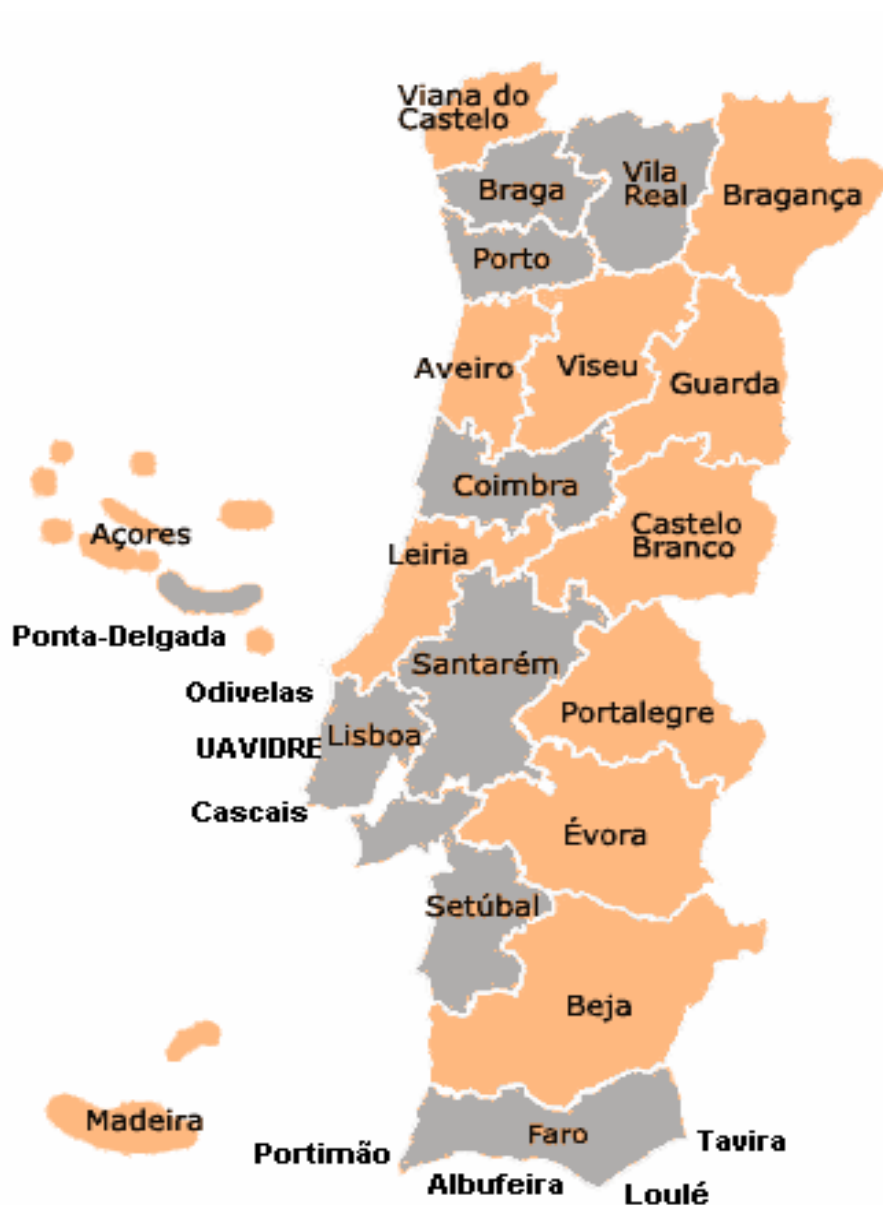 Viana do
Castelo
Braga
Vila
Real
Bragança
Porto
Aveiro
Viseu
Guarda
Coimbra
Castelo
Branco
Açores
Leiria
Ponta-Delgada
Santarém
Odivelas
Portalegre
UAVIDRE
Lisboa
Cascais
Évora
Setúbal
Beja
Madeira
Faro
Tavira
Portimão
Albufeira
Loulé